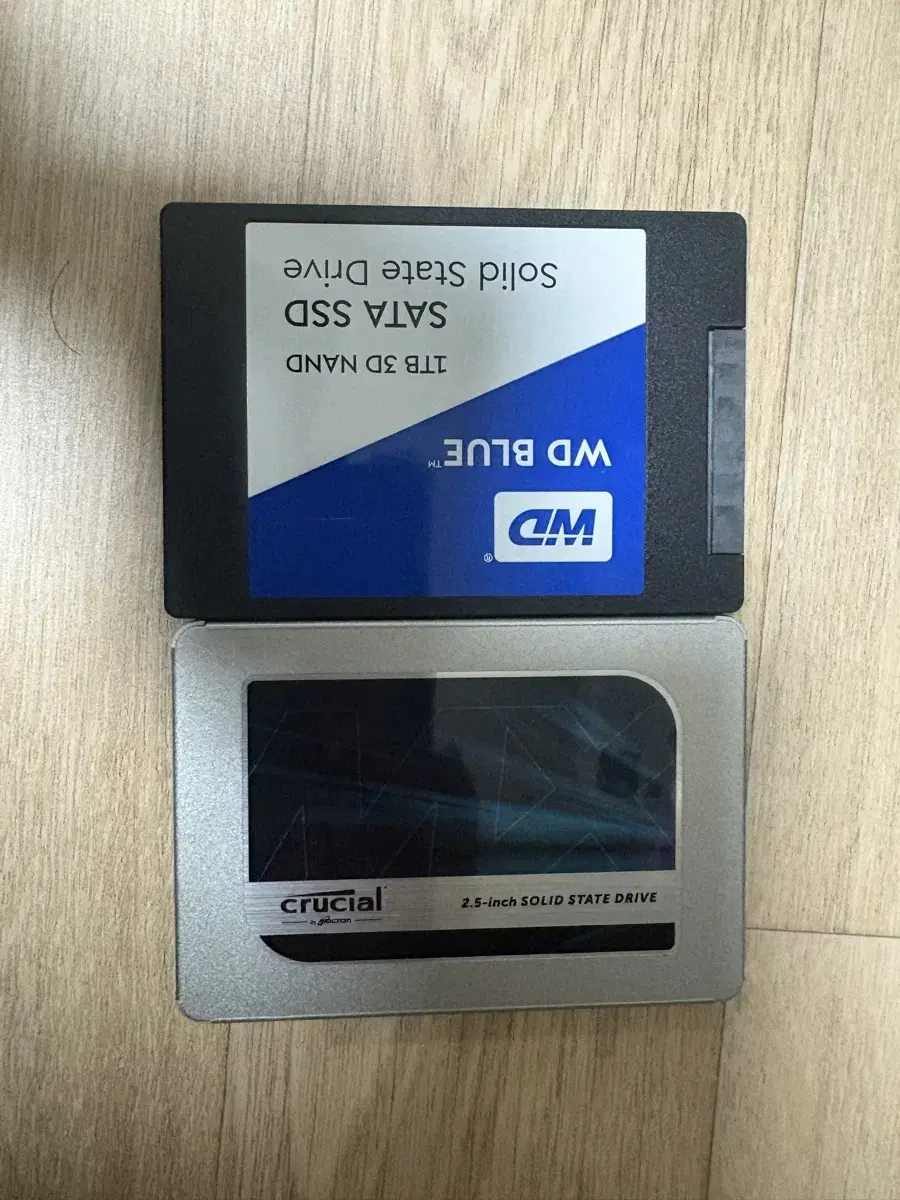 WD®
WD BLUE™
1TB 3D NAND
SATA SSD
Solid State Drive
crucial
by Micron
2.5-inch SOLID STATE DRIVE